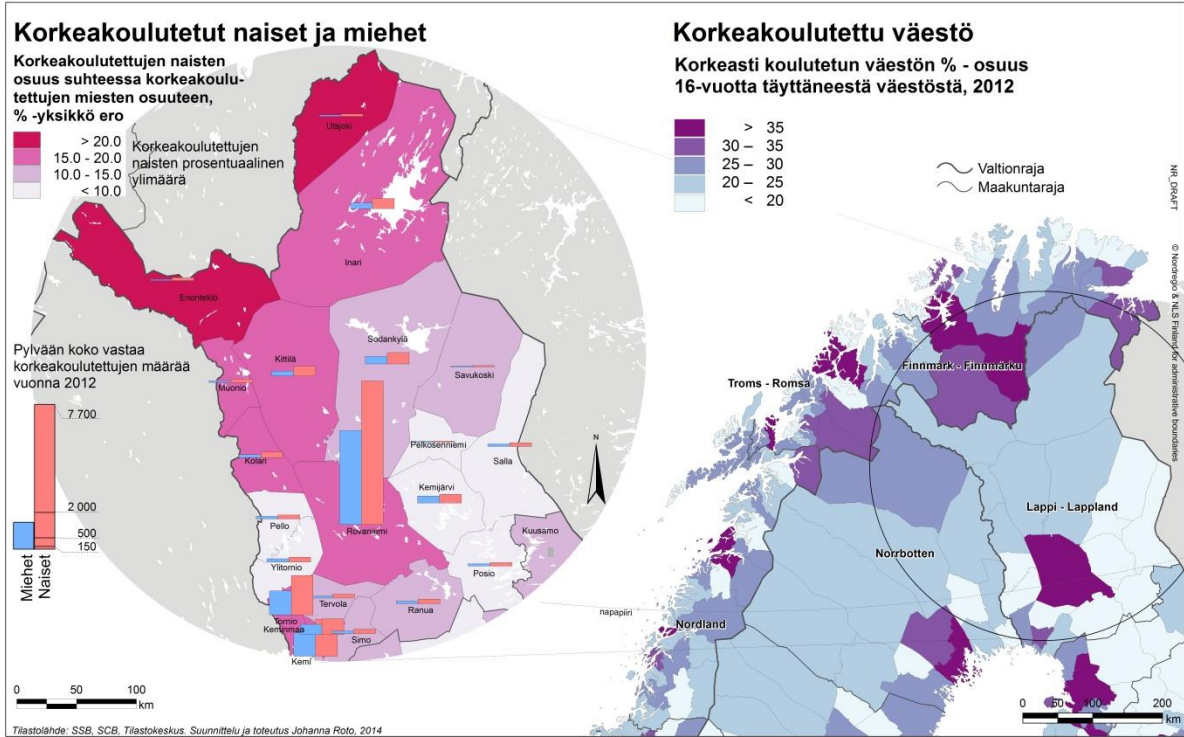 Korkeakoulutetut naiset ja miehet
Korkeakoulutettujen naisten
osuus suhteessa korkeakoulu-
tettujen miesten osuuteen,
% -yksikkö ero
> 20.0
15.0 - 20.0
10.0 - 15.0
< 10.0
Korkeakoulutettujen
naisten prosentuaalinen
ylimäärä
Utsjoki
Inari
Enontekiö
Pylvään koko vastaa
korkeakoulutettujen määrää
vuonna 2012
7 700
2 000
500
150
Miehet
Naiset
Sodankylä
Kittilä
Savukoski
Muonio
Pelkosenniemi
Salla
Kolari
Kemijärvi
Pello
Rovaniemi
Kuusamo
Ylitornio
Posio
Tervola
Ranua
Tornio
Keminmaa
Simo
Kemi
N
0 50 100
km
Tilastolähde: SSB, SCB, Tilastokeskus. Suunnittelu ja toteutus Johanna Roto, 2014
Korkeakoulutettu väestö
Korkeasti koulutetun väestön % - osuus
16-vuotta täyttäneestä väestöstä, 2012
> 35
30 – 35
25 – 30
20 – 25
< 20
Valtionraja
Maakuntaraja
NR_DRAFT
© Nordregio & NLS Finland for administrative boundaries
Troms - Romsa
Finnmark - Finnmárku
Lappi - Lappland
Norrbotten
napapiiri
Nordland
0 50 100 200
km